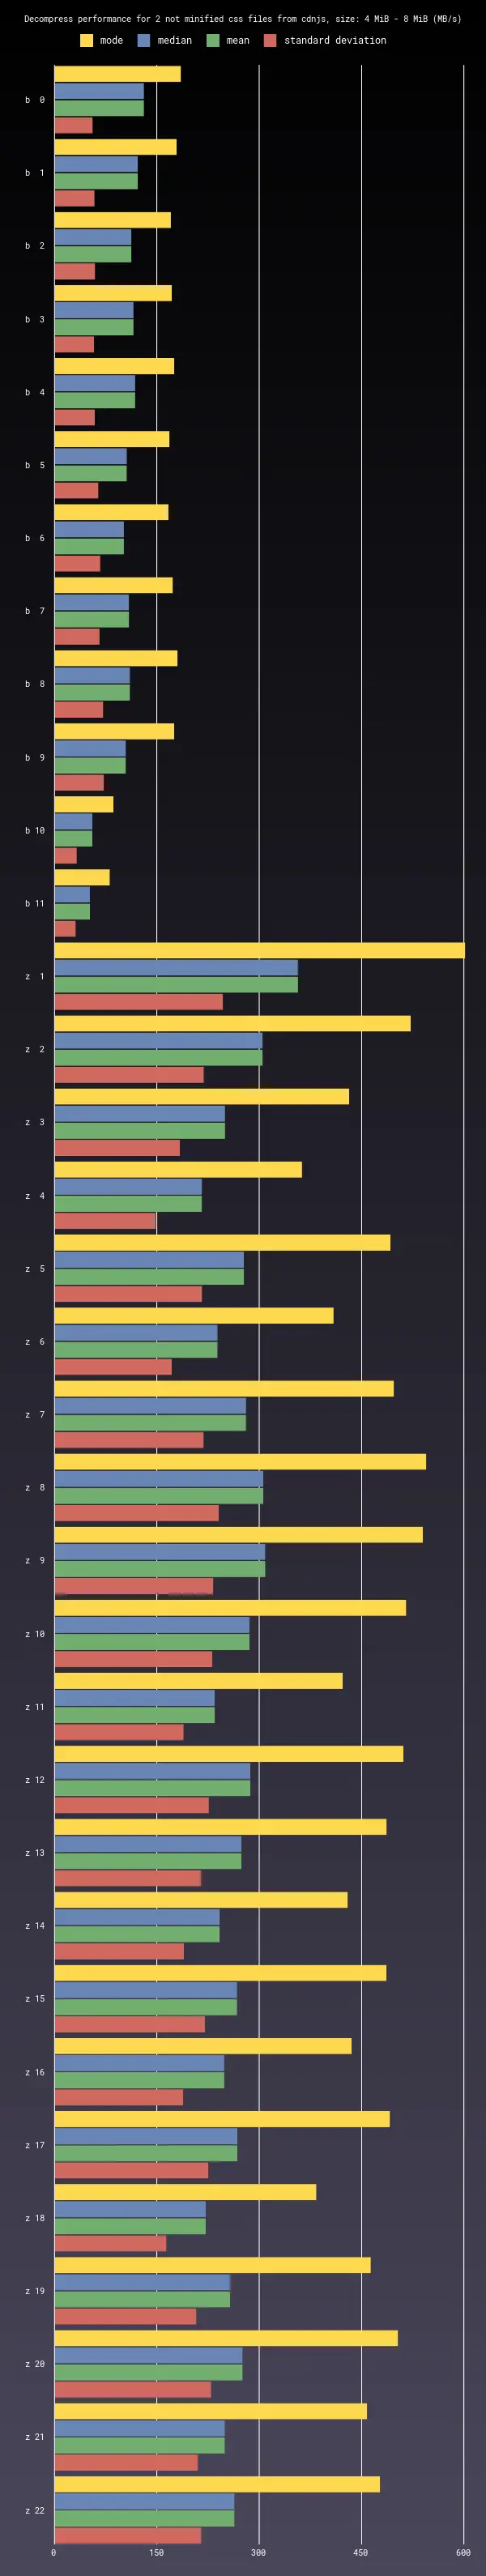 Decompress performance for 2 not minified css files from cdnjs, size: 4 MiB - 8 MiB (MB/s)
mode median mean standard deviation
b 0
b 1
b 2
b 3
b 4
b 5
b 6
b 7
b 8
b 9
b 10
b 11
z 1
z 2
z 3
z 4
z 5
z 6
z 7
z 8
z 9
z 10
z 11
z 12
z 13
z 14
z 15
z 16
z 17
z 18
z 19
z 20
z 21
z 22
0 150 300 450 600